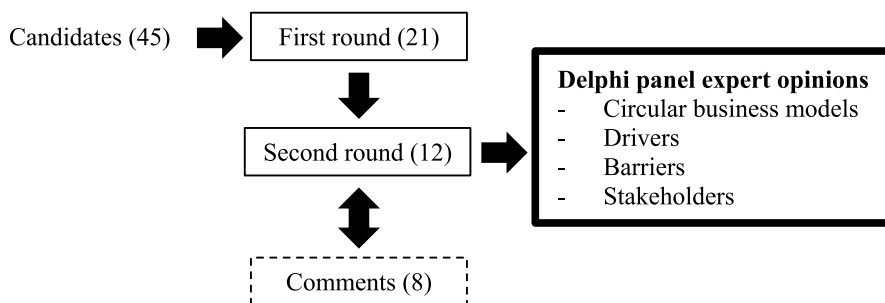 Candidates (45)
First round (21)
Second round (12)
Comments (8)
Delphi panel expert opinions
- Circular business models
- Drivers
- Barriers
- Stakeholders